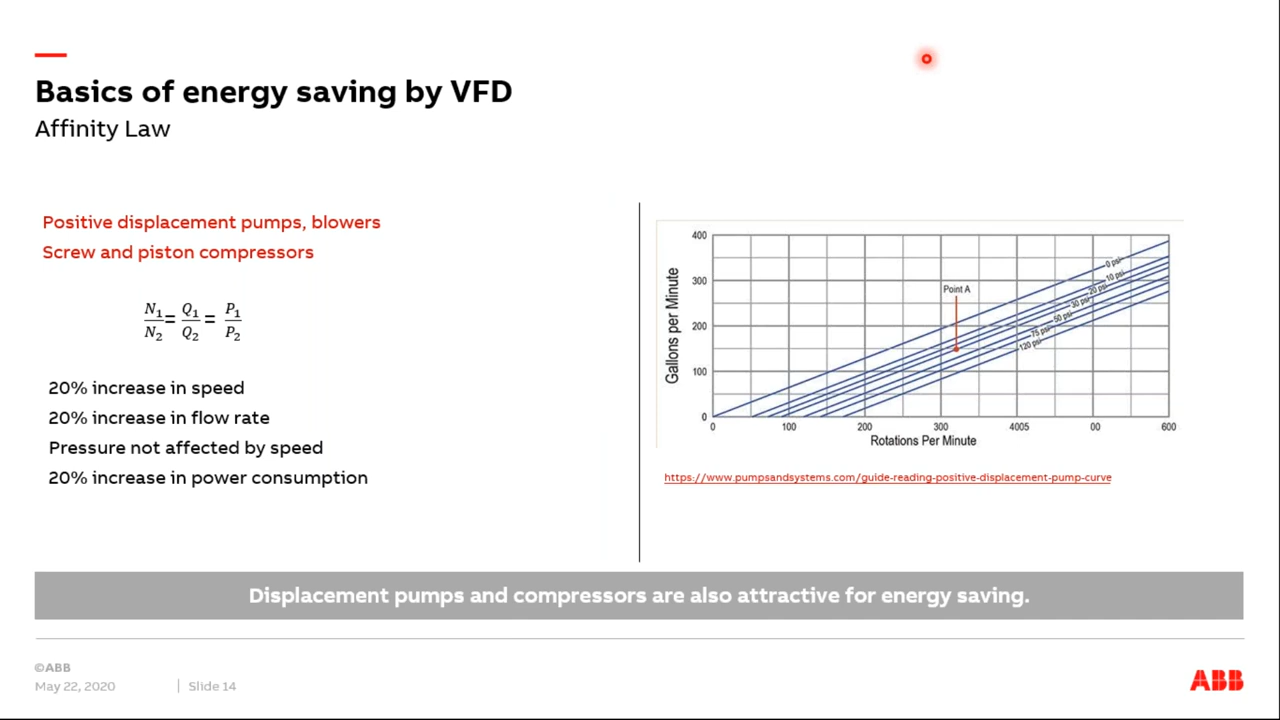 Basics of energy saving by VFD
Affinity Law
Positive displacement pumps, blowers
Screw and piston compressors
N₁/N₂ = Q₁/Q₂ = P₁/P₂
20% increase in speed
20% increase in flow rate
Pressure not affected by speed
20% increase in power consumption
Gallons per Minute
400
300
200
100
0
Point A
0 psi
10 psi
20 psi
30 psi
50 psi
75 psi
120 psi
0 100 200 300 4005 00 600
Rotations Per Minute
https://www.pumpsandsystems.com/guide-reading-positive-displacement-pump-curve
Displacement pumps and compressors are also attractive for energy saving.
©ABB
May 22, 2020 | Slide 14
ABB